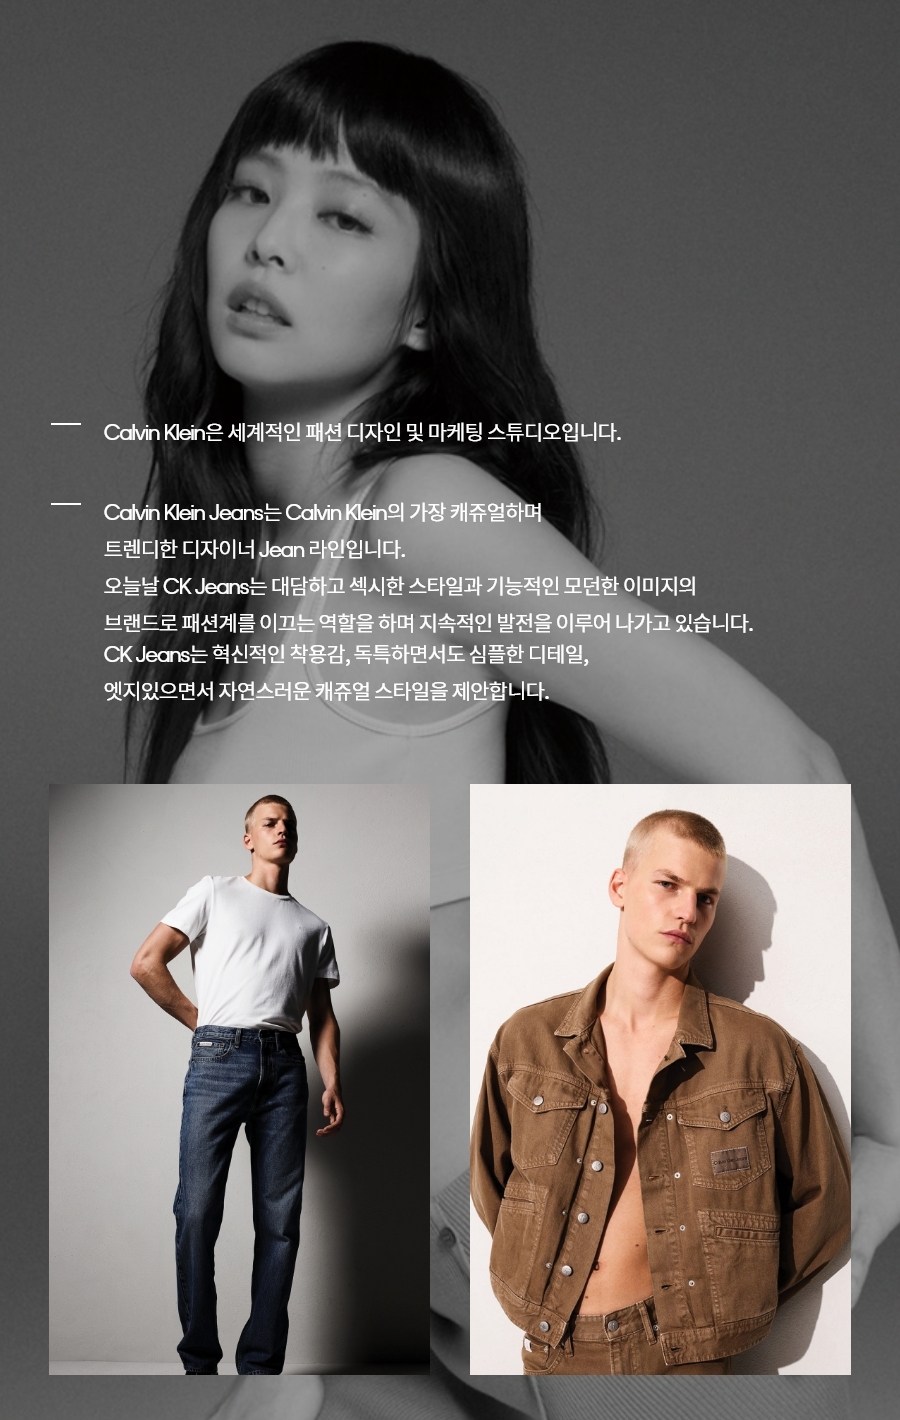 Calvin Klein은 세계적인 패션 디자인 및 마케팅 스튜디오입니다.
Calvin Klein Jeans는 Calvin Klein의 가장 캐쥬얼하며
트렌디한 디자이너 Jean 라인입니다.
오늘날 CK Jeans는 대담하고 섹시한 스타일과 기능적인 모던한 이미지의
브랜드로 패션계를 이끄는 역할을 하며 지속적인 발전을 이루어 나가고 있습니다.
CK Jeans는 혁신적인 착용감, 독특하면서도 심플한 디테일,
엣지있으면서 자연스러운 캐쥬얼 스타일을 제안합니다.